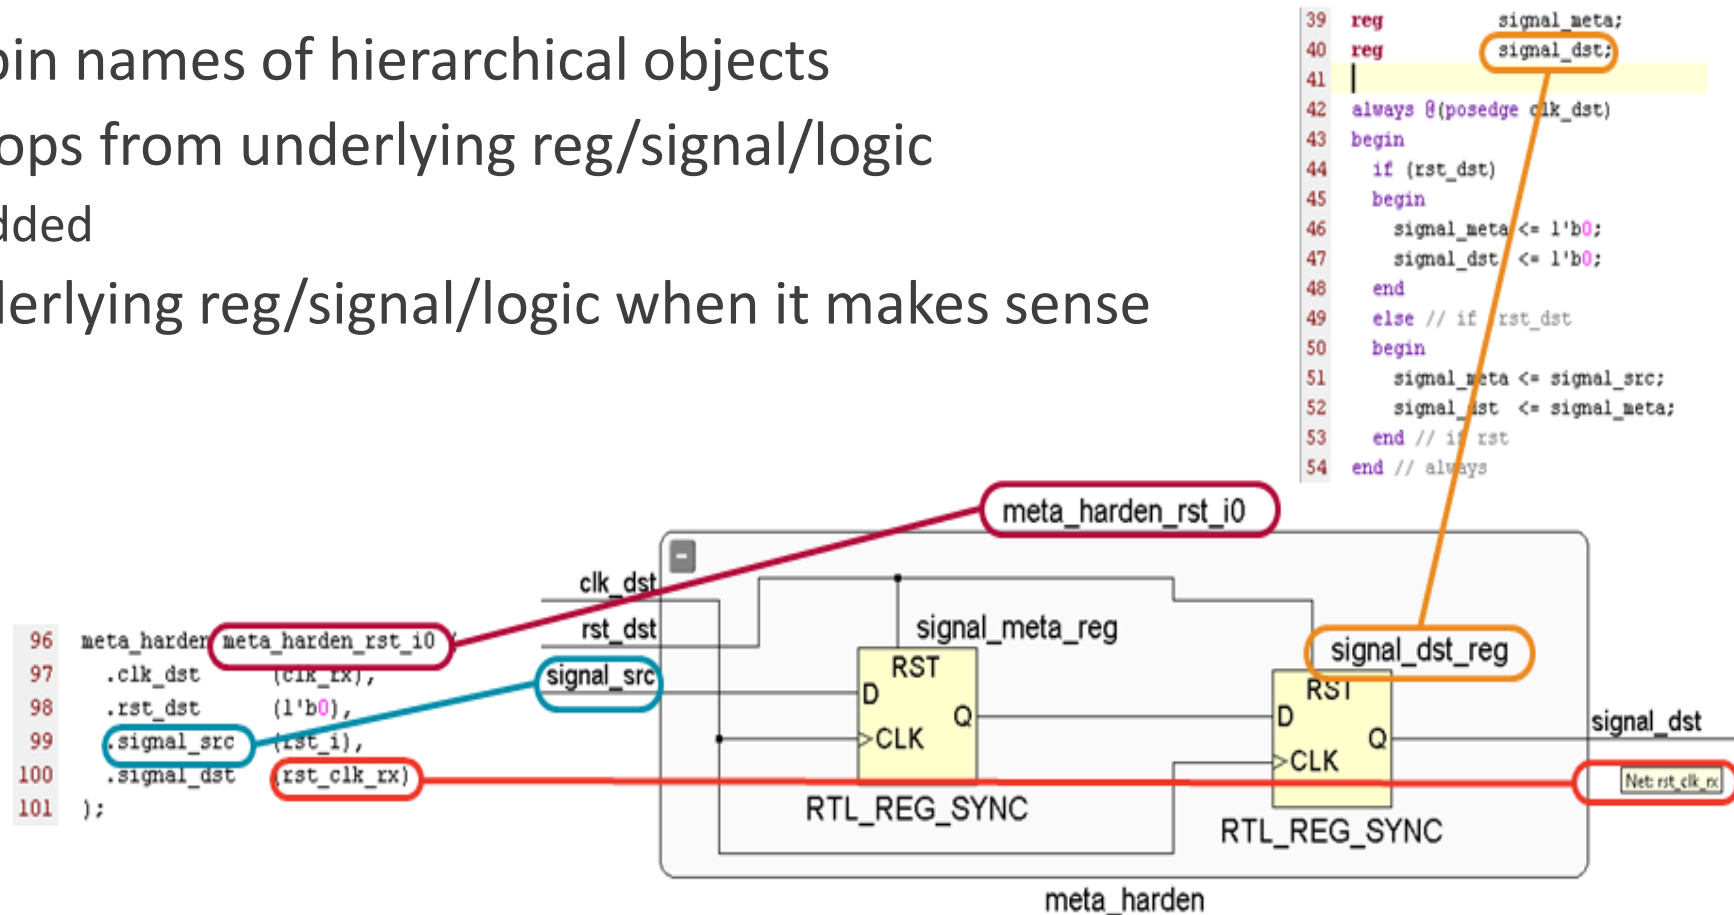 pin names of hierarchical objects
ops from underlying reg/signal/logic
dded
derlying reg/signal/logic when it makes sense
39 reg signal_meta;
40 reg signal_dst;
41
42 always @(posedge clk_dst)
43 begin
44 if (rst_dst)
45 begin
46 signal_meta <= 1'b0;
47 signal_dst <= 1'b0;
48 end
49 else // if rst_dst
50 begin
51 signal_meta <= signal_src;
52 signal_dst <= signal_meta;
53 end // if rst
54 end // always
96 meta_harden meta_harden_rst_i0
97 .clk_dst (clk_rx),
98 .rst_dst (1'b0),
99 .signal_src (rst_i),
100 .signal_dst (rst_clk_rx)
101 );
meta_harden_rst_i0
-
clk_dst
rst_dst
signal_src
signal_meta_reg
RST
D
Q
CLK
RTL_REG_SYNC
signal_dst_reg
RST
D
Q
CLK
RTL_REG_SYNC
signal_dst
Net: rst_clk_rx
meta_harden